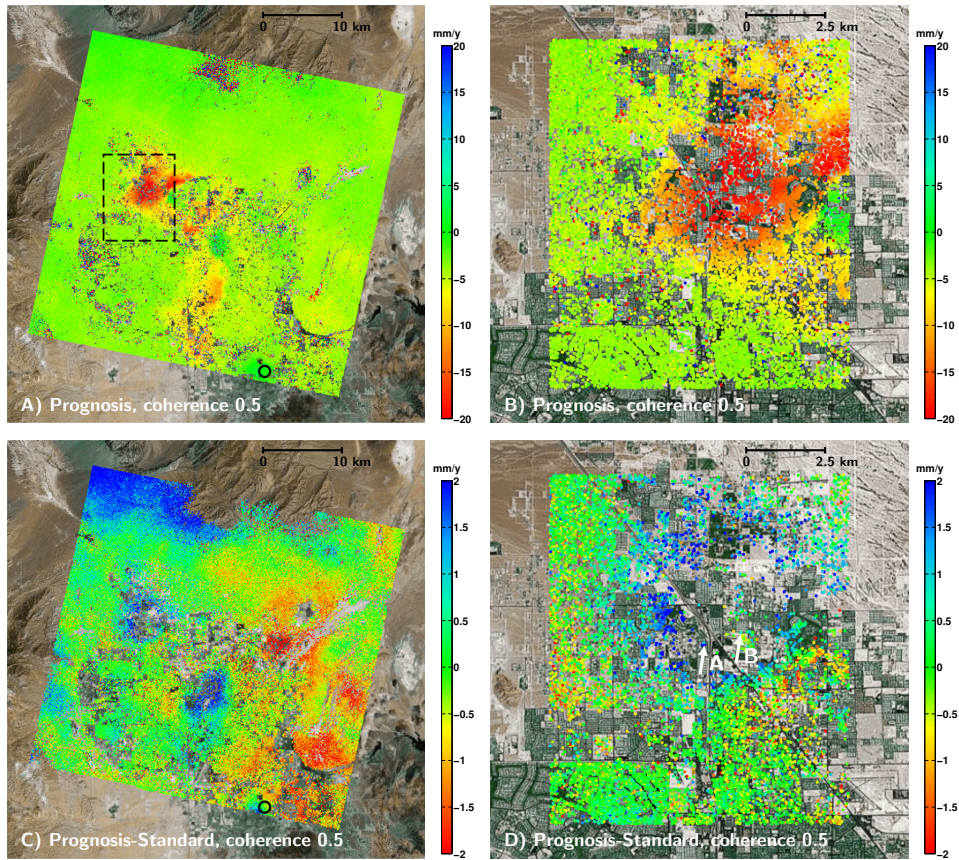 0 10 km
mm/y
20
15
10
5
0
−5
−10
−15
−20
A) Prognosis, coherence 0.5
0 2.5 km
mm/y
20
15
10
5
0
−5
−10
−15
−20
B) Prognosis, coherence 0.5
0 10 km
mm/y
2
1.5
1
0.5
0
−0.5
−1
−1.5
−2
C) Prognosis-Standard, coherence 0.5
0 2.5 km
mm/y
2
1.5
1
0.5
0
−0.5
−1
−1.5
−2
A
B
D) Prognosis-Standard, coherence 0.5